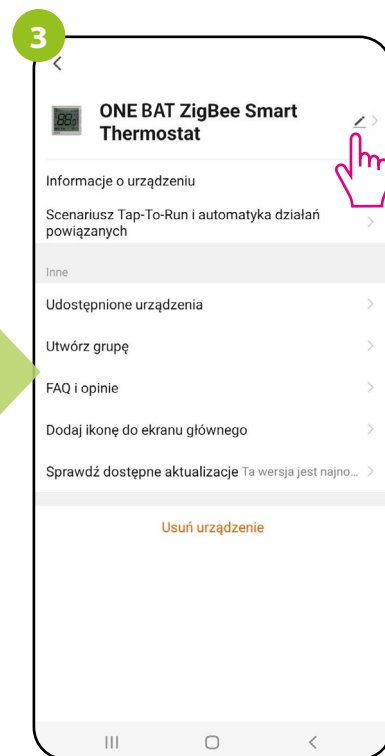 3
ONE BAT ZigBee Smart
Thermostat
Informacje o urządzeniu
Scenariusz Tap-To-Run i automatyka działań
powiązanych
Inne
Udostępnione urządzenia
Utwórz grupę
FAQ i opinie
Dodaj ikonę do ekranu głównego
Sprawdź dostępne aktualizacje Ta wersja jest najno...
Usuń urządzenie